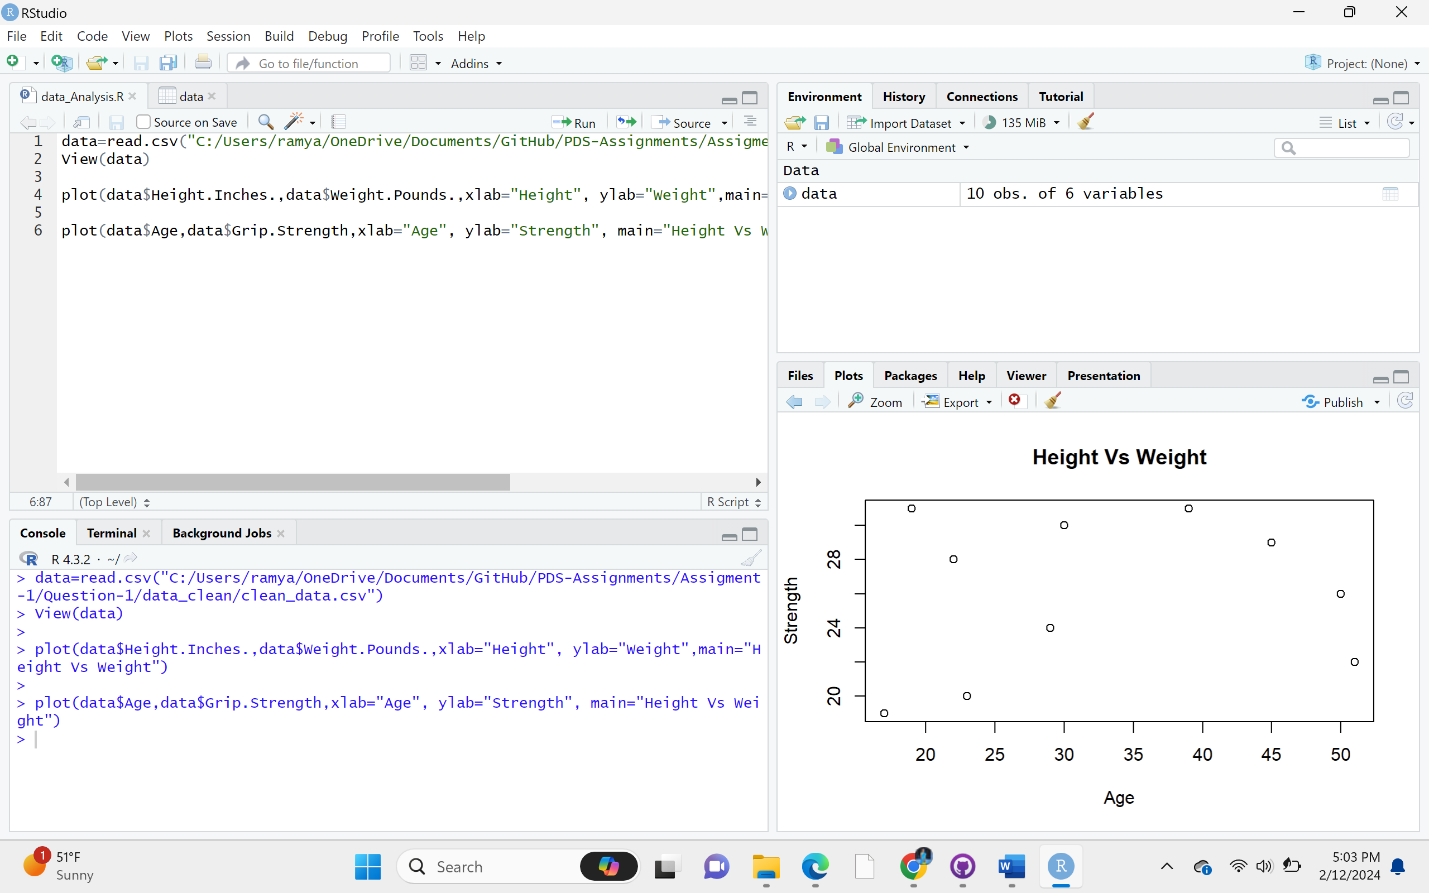 RStudio
File Edit Code View Plots Session Build Debug Profile Tools Help
Go to file/function Addins Project: (None)
data_Analysis.R data
Source on Save Run Source
1 data=read.csv("C:/Users/ramya/OneDrive/Documents/GitHub/PDS-Assignments/Assigme
2 View(data)
3
4 plot(data$Height.Inches.,data$Weight.Pounds.,xlab="Height", ylab="Weight",main=
5
6 plot(data$Age,data$Grip.Strength,xlab="Age", ylab="Strength", main="Height Vs W
6:87 (Top Level) R Script
Console Terminal Background Jobs
R R 4.3.2 · ~/
> data=read.csv("C:/Users/ramya/OneDrive/Documents/GitHub/PDS-Assignments/Assigment
-1/Question-1/data_clean/clean_data.csv")
> View(data)
>
> plot(data$Height.Inches.,data$Weight.Pounds.,xlab="Height", ylab="Weight",main="H
eight Vs Weight")
>
> plot(data$Age,data$Grip.Strength,xlab="Age", ylab="Strength", main="Height Vs Wei
ght")
>
Environment History Connections Tutorial
Import Dataset 135 MiB List
R Global Environment
Data
data 10 obs. of 6 variables
Files Plots Packages Help Viewer Presentation
Zoom Export Publish
Height Vs Weight
Strength
28
24
20
20 25 30 35 40 45 50
Age
1
51°F
Sunny
Search
5:03 PM
2/12/2024